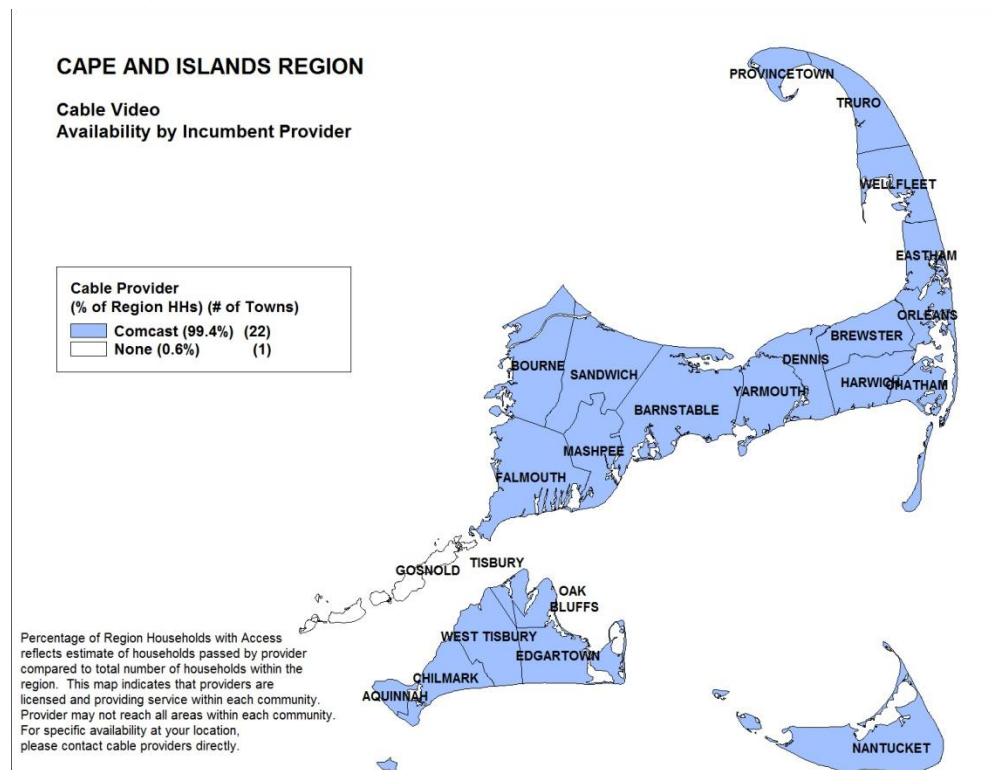 CAPE AND ISLANDS REGION
Cable Video
Availability by Incumbent Provider
Cable Provider
(% of Region HHs) (# of Towns)
Comcast (99.4%) (22)
None (0.6%) (1)
PROVINCETOWN
TRURO
WELLFLEET
EASTHAM
ORLEANS
BREWSTER
DENNIS
BOURNE
SANDWICH
HARWICH
CHATHAM
YARMOUTH
BARNSTABLE
MASHPEE
FALMOUTH
TISBURY
GOSNOLD
OAK
BLUFFS
WEST TISBURY
EDGARTOWN
CHILMARK
AQUINNAH
NANTUCKET
Percentage of Region Households with Access
reflects estimate of households passed by provider
compared to total number of households within the
region. This map indicates that providers are
licensed and providing service within each community.
Provider may not reach all areas within each community.
For specific availability at your location,
please contact cable providers directly.